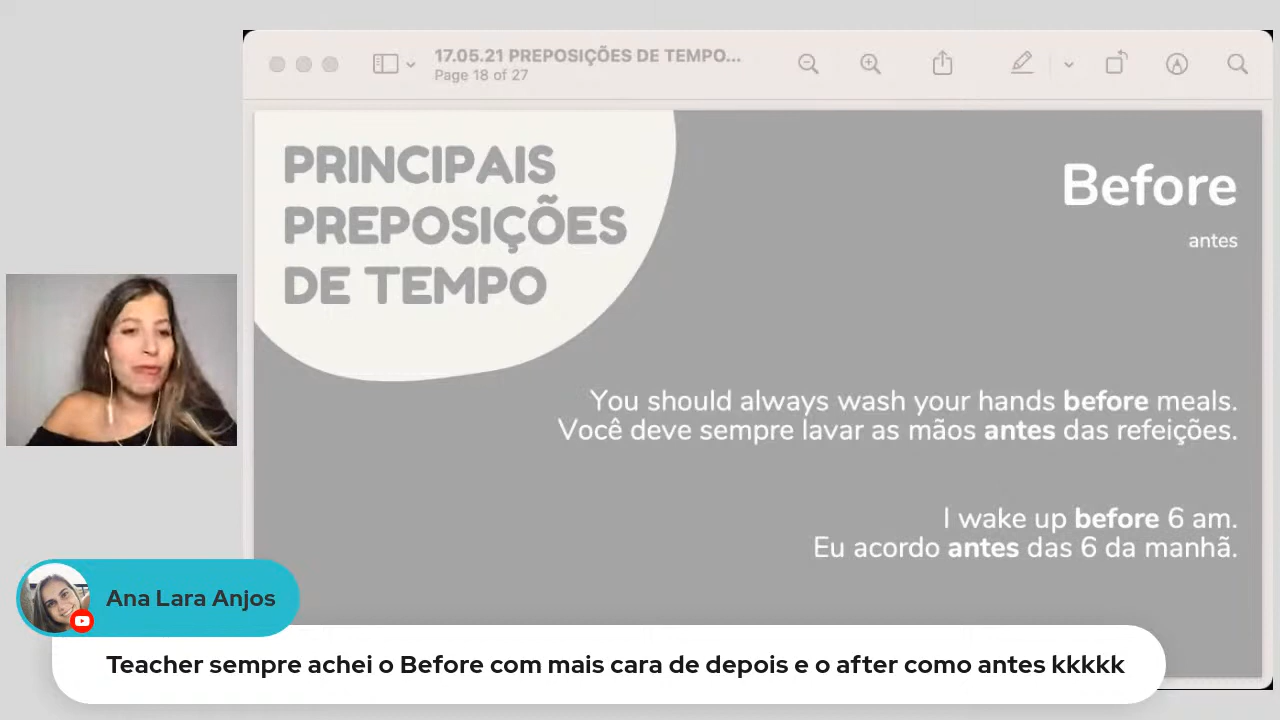 17.05.21 PREPOSIÇÕES DE TEMPO...
Page 18 of 27
PRINCIPAIS
PREPOSIÇÕES
DE TEMPO
Before
antes
You should always wash your hands before meals.
Você deve sempre lavar as mãos antes das refeições.
I wake up before 6 am.
Eu acordo antes das 6 da manhã.
Ana Lara Anjos
Teacher sempre achei o Before com mais cara de depois e o after como antes kkkkk